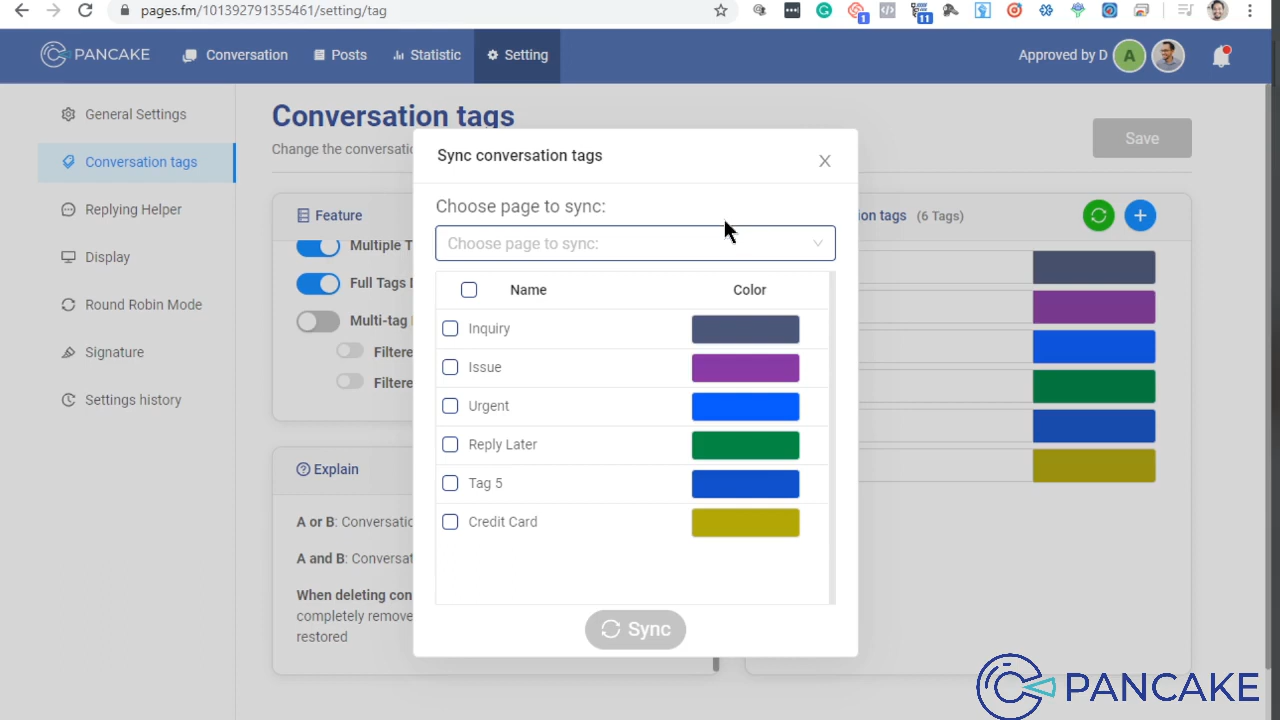 pages.fm/101392791355461/setting/tag
1
11
PANCAKE
Conversation
Posts
Statistic
Setting
Approved by D
A
General Settings
Conversation tags
Replying Helper
Display
Round Robin Mode
Signature
Settings history
Conversation tags
Change the conversatio
Save
Feature
Multiple T
Full Tags
Multi-tag
Filtere
Filtere
Explain
A or B: Conversatio
A and B: Conversat
When deleting con
completely remove
restored
Sync conversation tags
Choose page to sync:
Choose page to sync:
Name Color
Inquiry
Issue
Urgent
Reply Later
Tag 5
Credit Card
Sync
ion tags (6 Tags)
PANCAKE